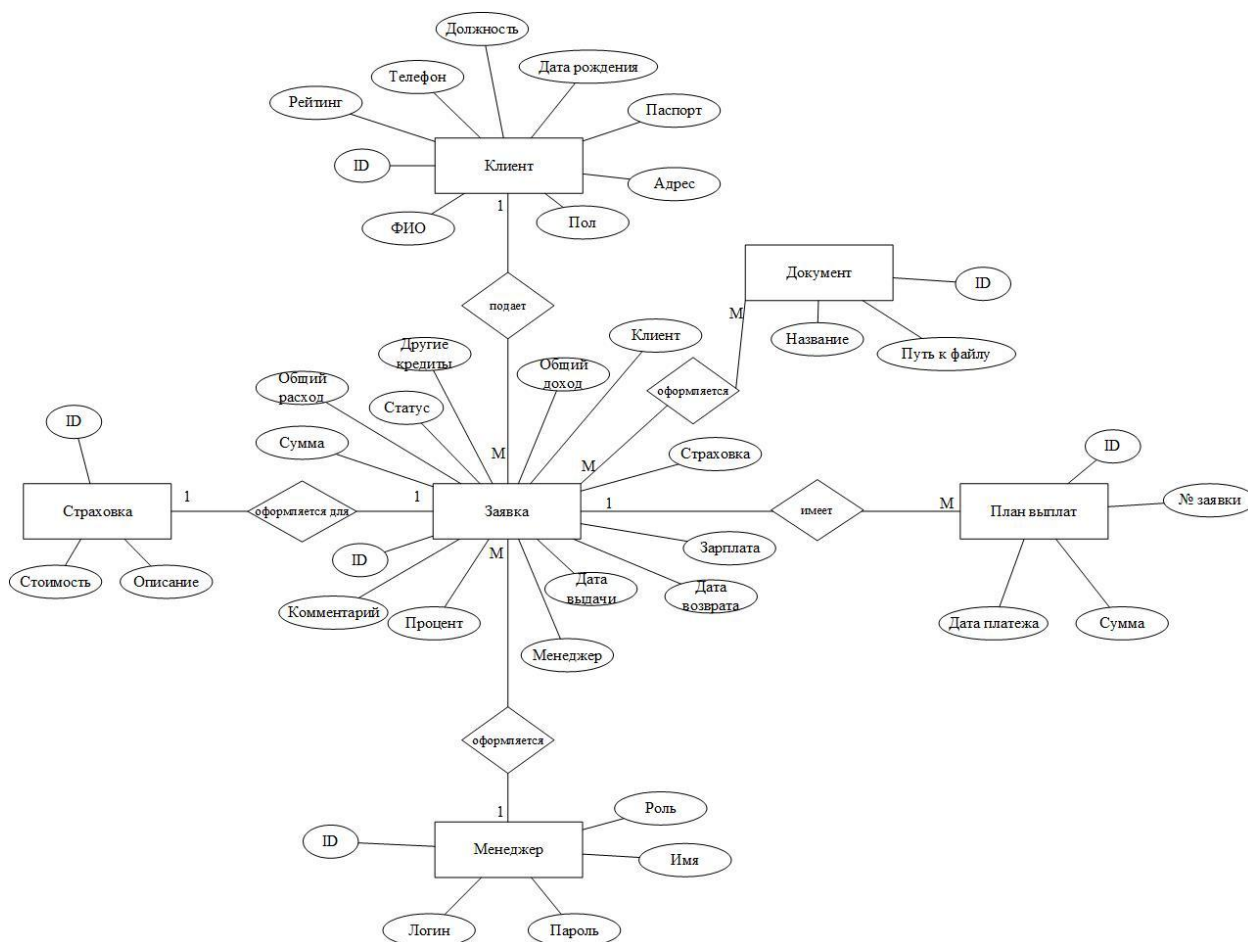 Должность
Дата рождения
Телефон
Рейтинг
Паспорт
ID
Клиент
Адрес
ФИО
1
Пол
Документ
ID
подает
М
Название
Путь к файлу
Клиент
Другие
кредиты
Общий
доход
оформляется
Общий
расход
Статус
ID
Сумма
М
М
Страховка
ID
Страховка
1
оформляется для
1
Заявка
1
имеет
М
План выплат
№ заявки
ID
М
Зарплата
Стоимость
Описание
Дата
выдачи
Дата
возврата
Комментарий
Процент
Менеджер
Дата платежа
Сумма
оформляется
1
Роль
ID
Менеджер
Имя
Логин
Пароль